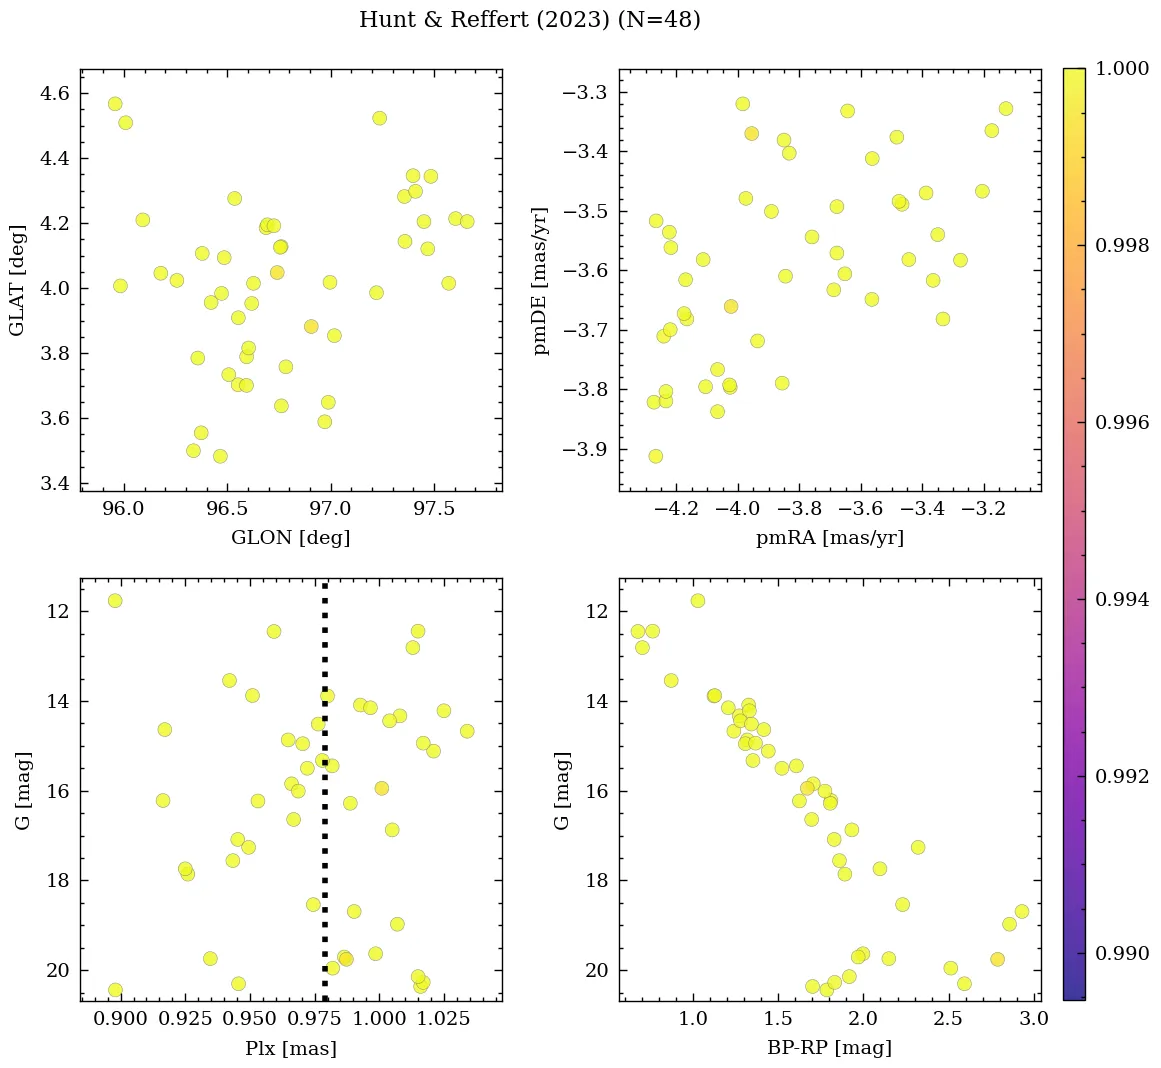 Hunt & Reffert (2023) (N=48)
4.6
4.4
4.2
4.0
3.8
3.6
3.4
GLAT [deg]
96.0 96.5 97.0 97.5
GLON [deg]
−3.3
−3.4
−3.5
−3.6
−3.7
−3.8
−3.9
pmDE [mas/yr]
−4.2 −4.0 −3.8 −3.6 −3.4 −3.2
pmRA [mas/yr]
12
14
16
18
20
G [mag]
0.900 0.925 0.950 0.975 1.000 1.025
Plx [mas]
12
14
16
18
20
G [mag]
1.0 1.5 2.0 2.5 3.0
BP-RP [mag]
1.000
0.998
0.996
0.994
0.992
0.990